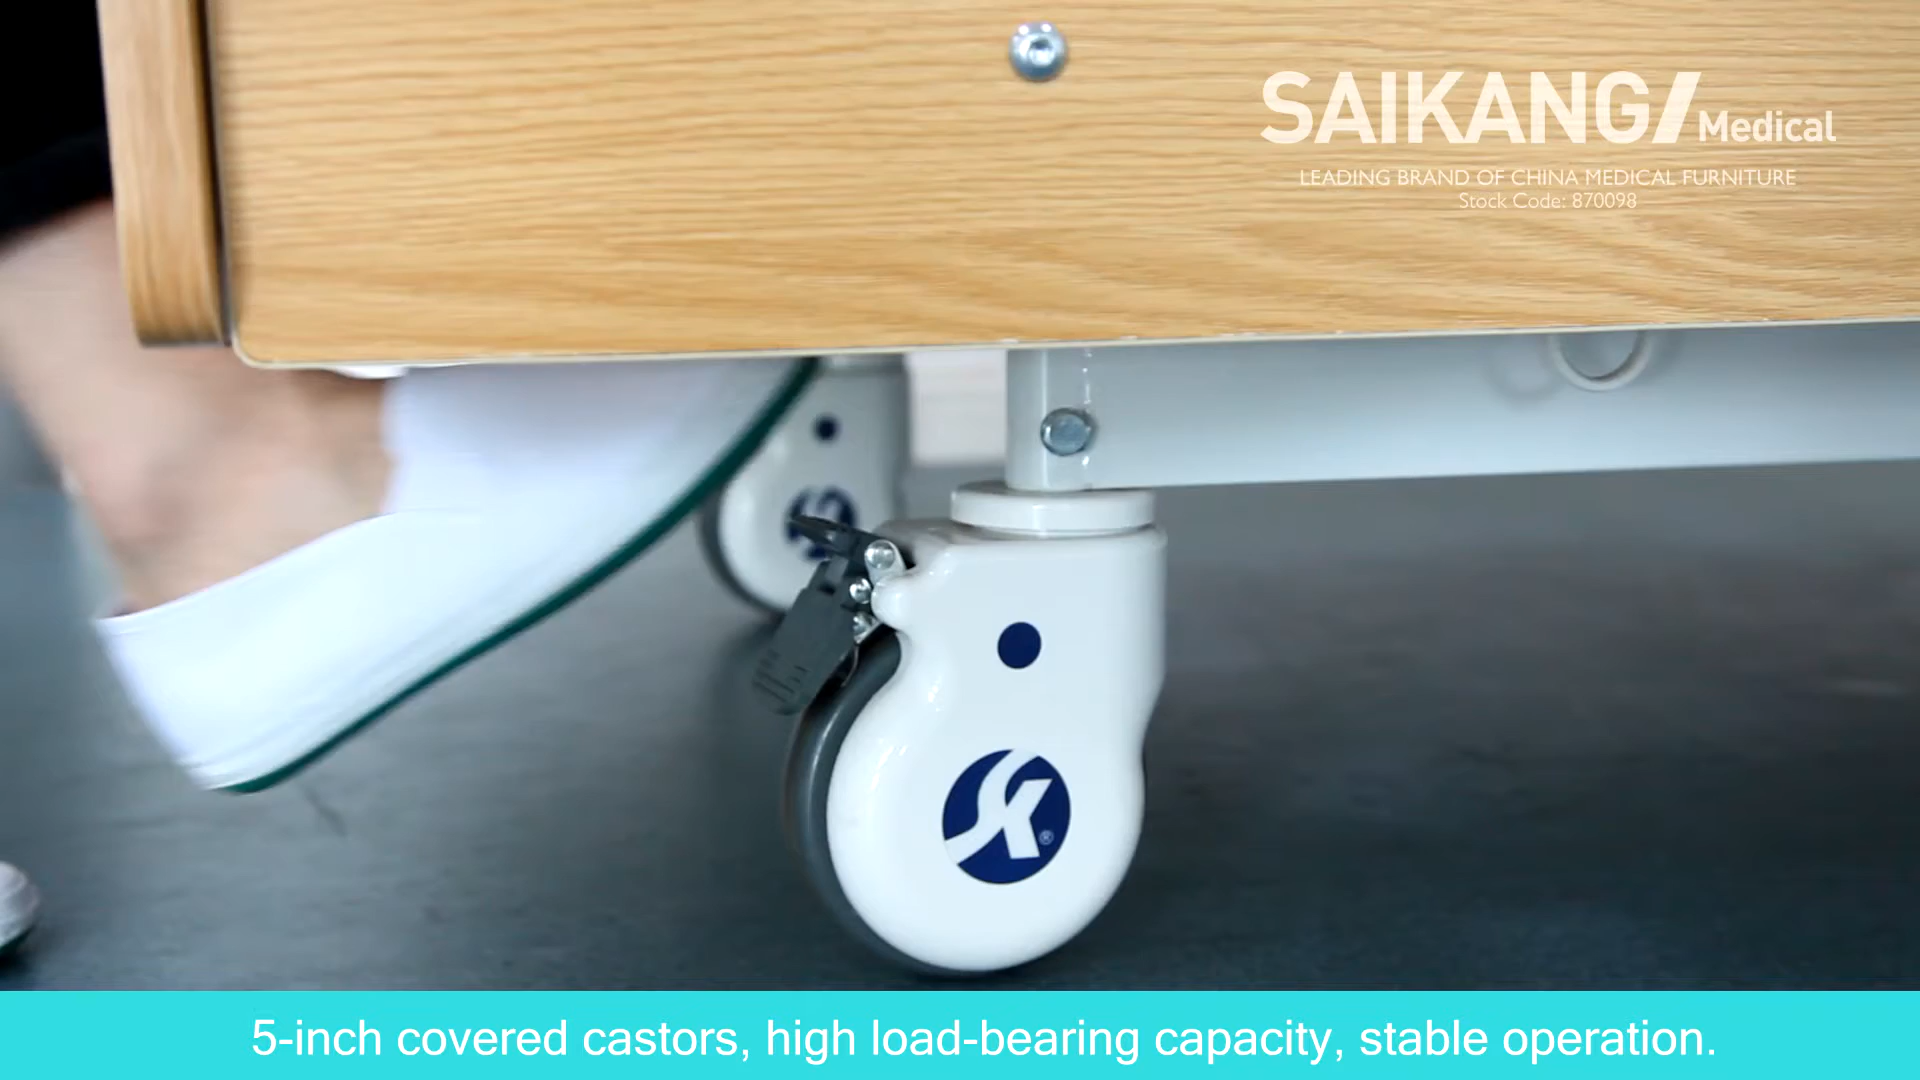 SAIKANG Medical
LEADING BRAND OF CHINA MEDICAL FURNITURE
Stock Code: 870098
SK®
5-inch covered castors, high load-bearing capacity, stable operation.